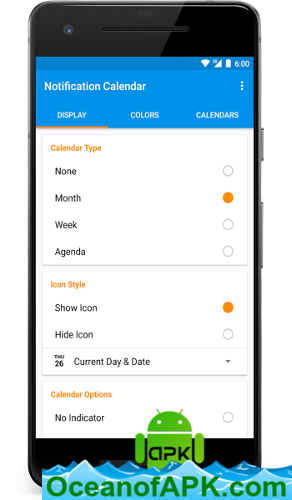 6:00
Notification Calendar
DISPLAY COLORS CALENDARS
Calendar Type
None
Month
Week
Agenda
Icon Style
Show Icon
Hide Icon
THU
26 Current Day & Date
Calendar Options
No Indicator
APK
OceanofAPK.com